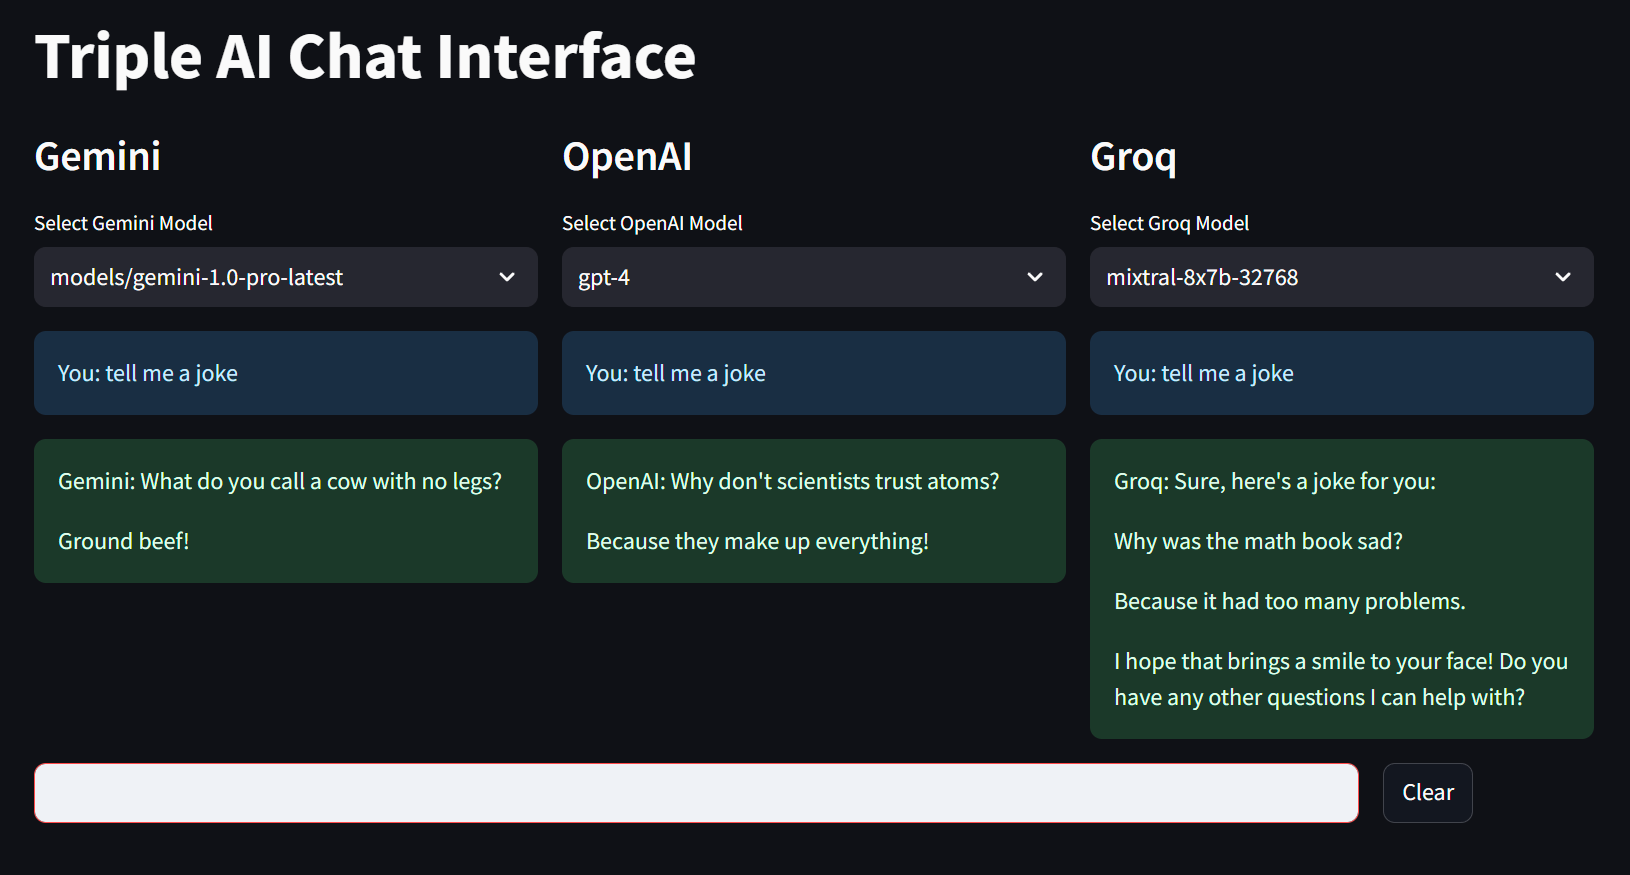 Triple AI Chat Interface
Gemini
Select Gemini Model
models/gemini-1.0-pro-latest
You: tell me a joke
Gemini: What do you call a cow with no legs?
Ground beef!
OpenAI
Select OpenAI Model
gpt-4
You: tell me a joke
OpenAI: Why don't scientists trust atoms?
Because they make up everything!
Groq
Select Groq Model
mixtral-8x7b-32768
You: tell me a joke
Groq: Sure, here's a joke for you:
Why was the math book sad?
Because it had too many problems.
I hope that brings a smile to your face! Do you
have any other questions I can help with?
Clear